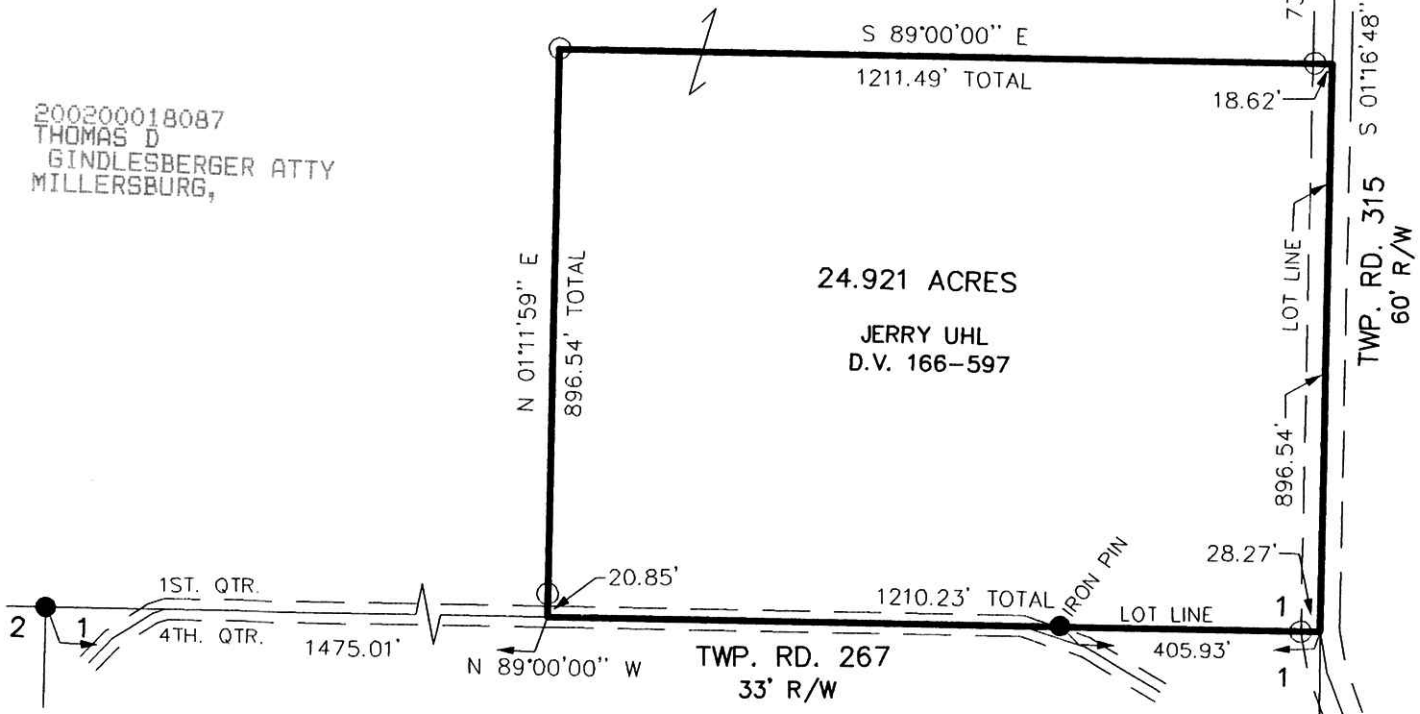 73
S 89°00'00" E
1211.49' TOTAL
18.62'
S 01°16'48"
200200018087
THOMAS D
GINDLESBERGER ATTY
MILLERSBURG,
N 01°11'59" E
896.54' TOTAL
24.921 ACRES
JERRY UHL
D.V. 166-597
LOT LINE
896.54'
TWP. RD. 315
60' R/W
28.27'
20.85'
1210.23' TOTAL
IRON PIN
LOT LINE
1
1ST. QTR.
2 1
4TH. QTR.
1475.01'
N 89°00'00" W
TWP. RD. 267
33' R/W
405.93'
1